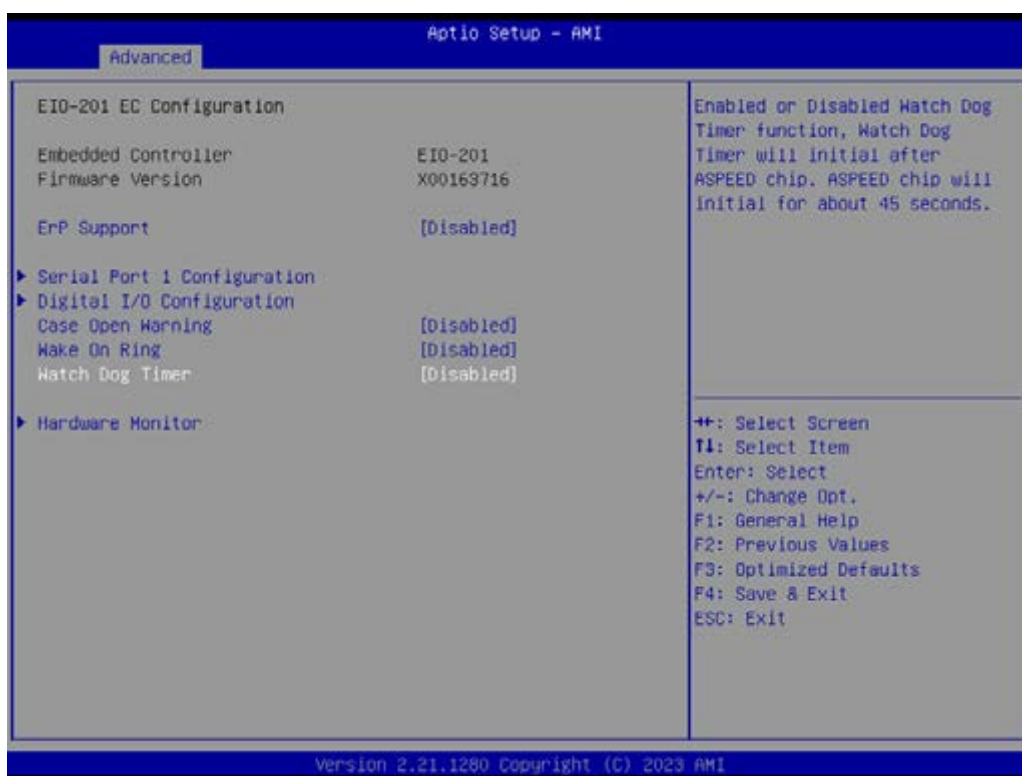 Aptio Setup – AMI
Advanced
EIO-201 EC Configuration
Embedded Controller EIO-201
Firmware Version X00163716
ErP Support [Disabled]
Serial Port 1 Configuration
Digital I/O Configuration
Case Open Warning [Disabled]
Wake On Ring [Disabled]
Watch Dog Timer [Disabled]
Hardware Monitor
Enabled or Disabled Watch Dog
Timer function, Watch Dog
Timer will initial after
ASPEED chip. ASPEED chip will
initial for about 45 seconds.
→←: Select Screen
↑↓: Select Item
Enter: Select
+/-: Change Opt.
F1: General Help
F2: Previous Values
F3: Optimized Defaults
F4: Save & Exit
ESC: Exit
Version 2.21.1280 Copyright (C) 2023 AMI